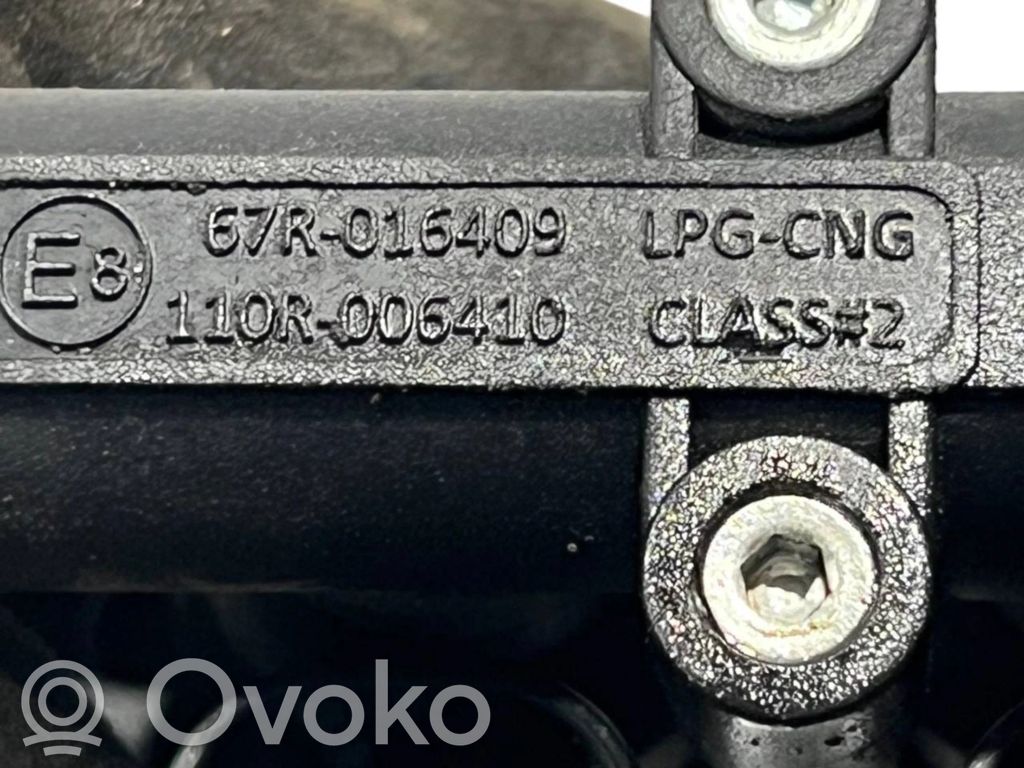 E8 67R-016409 LPG-CNG
110R-006410 CLASS#2
Ovoko